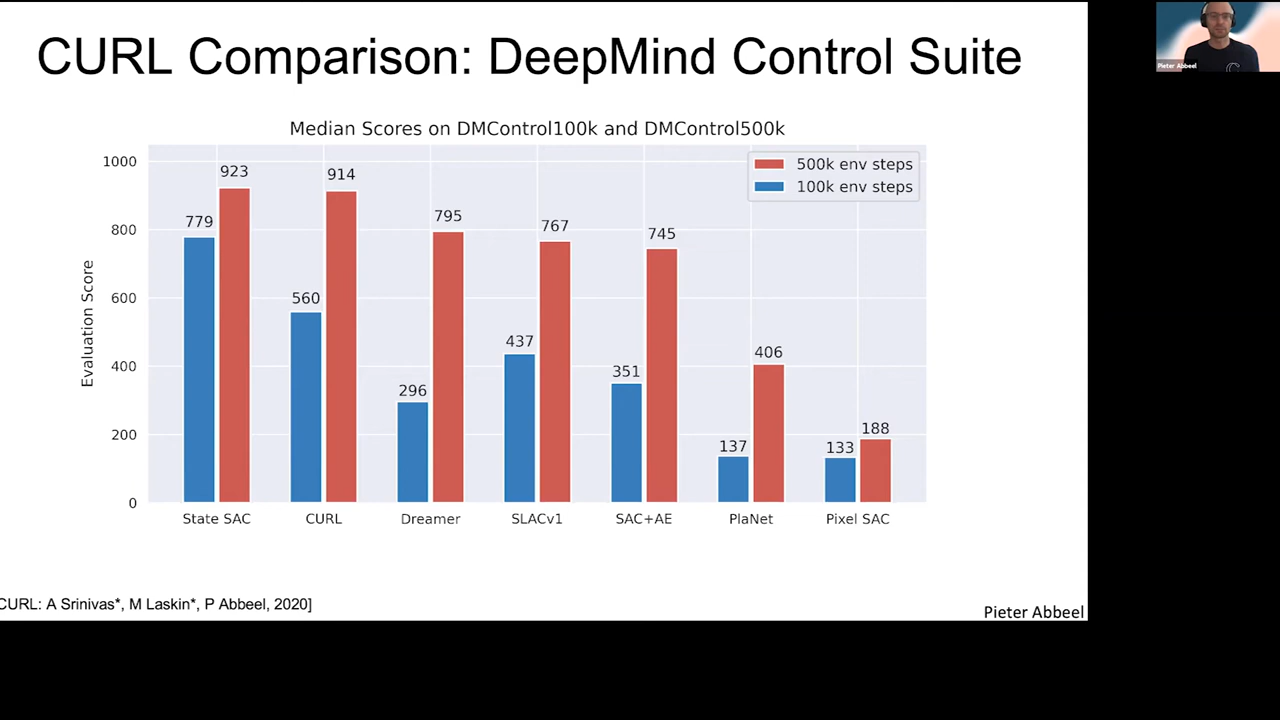 CURL Comparison: DeepMind Control Suite
Pieter Abbeel
Median Scores on DMControl100k and DMControl500k
500k env steps
100k env steps
Evaluation Score
1000
800
600
400
200
0
779
923
560
914
296
795
437
767
351
745
137
406
133
188
State SAC
CURL
Dreamer
SLACv1
SAC+AE
PlaNet
Pixel SAC
CURL: A Srinivas*, M Laskin*, P Abbeel, 2020]
Pieter Abbeel